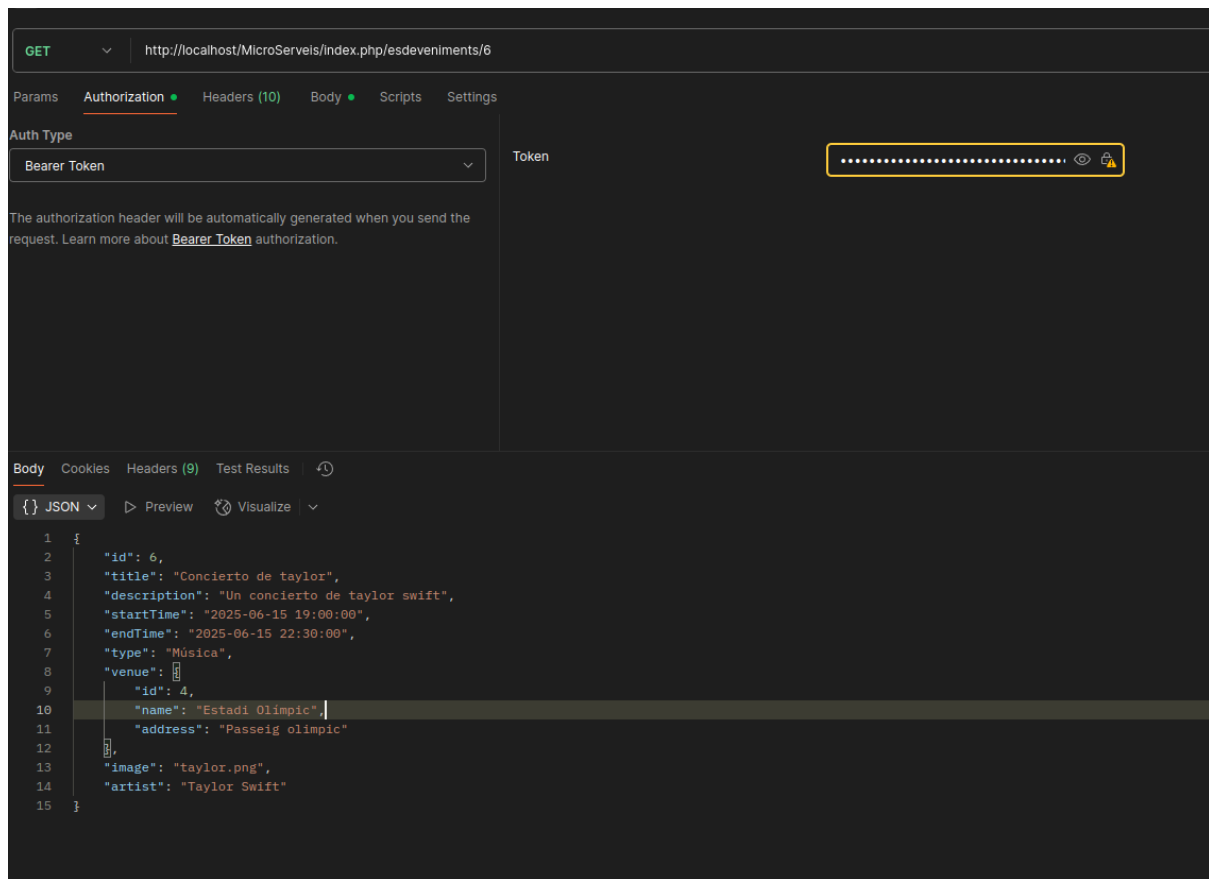 GET http://localhost/MicroServeis/index.php/esdeveniments/6
Params Authorization Headers (10) Body Scripts Settings
Auth Type
Bearer Token
Token
The authorization header will be automatically generated when you send the
request. Learn more about Bearer Token authorization.
Body Cookies Headers (9) Test Results
{} JSON Preview Visualize
1 {
2 "id": 6,
3 "title": "Concierto de taylor",
4 "description": "Un concierto de taylor swift",
5 "startTime": "2025-06-15 19:00:00",
6 "endTime": "2025-06-15 22:30:00",
7 "type": "Música",
8 "venue": {
9 "id": 4,
10 "name": "Estadi Olímpic",
11 "address": "Passeig olimpic"
12 },
13 "image": "taylor.png",
14 "artist": "Taylor Swift"
15 }